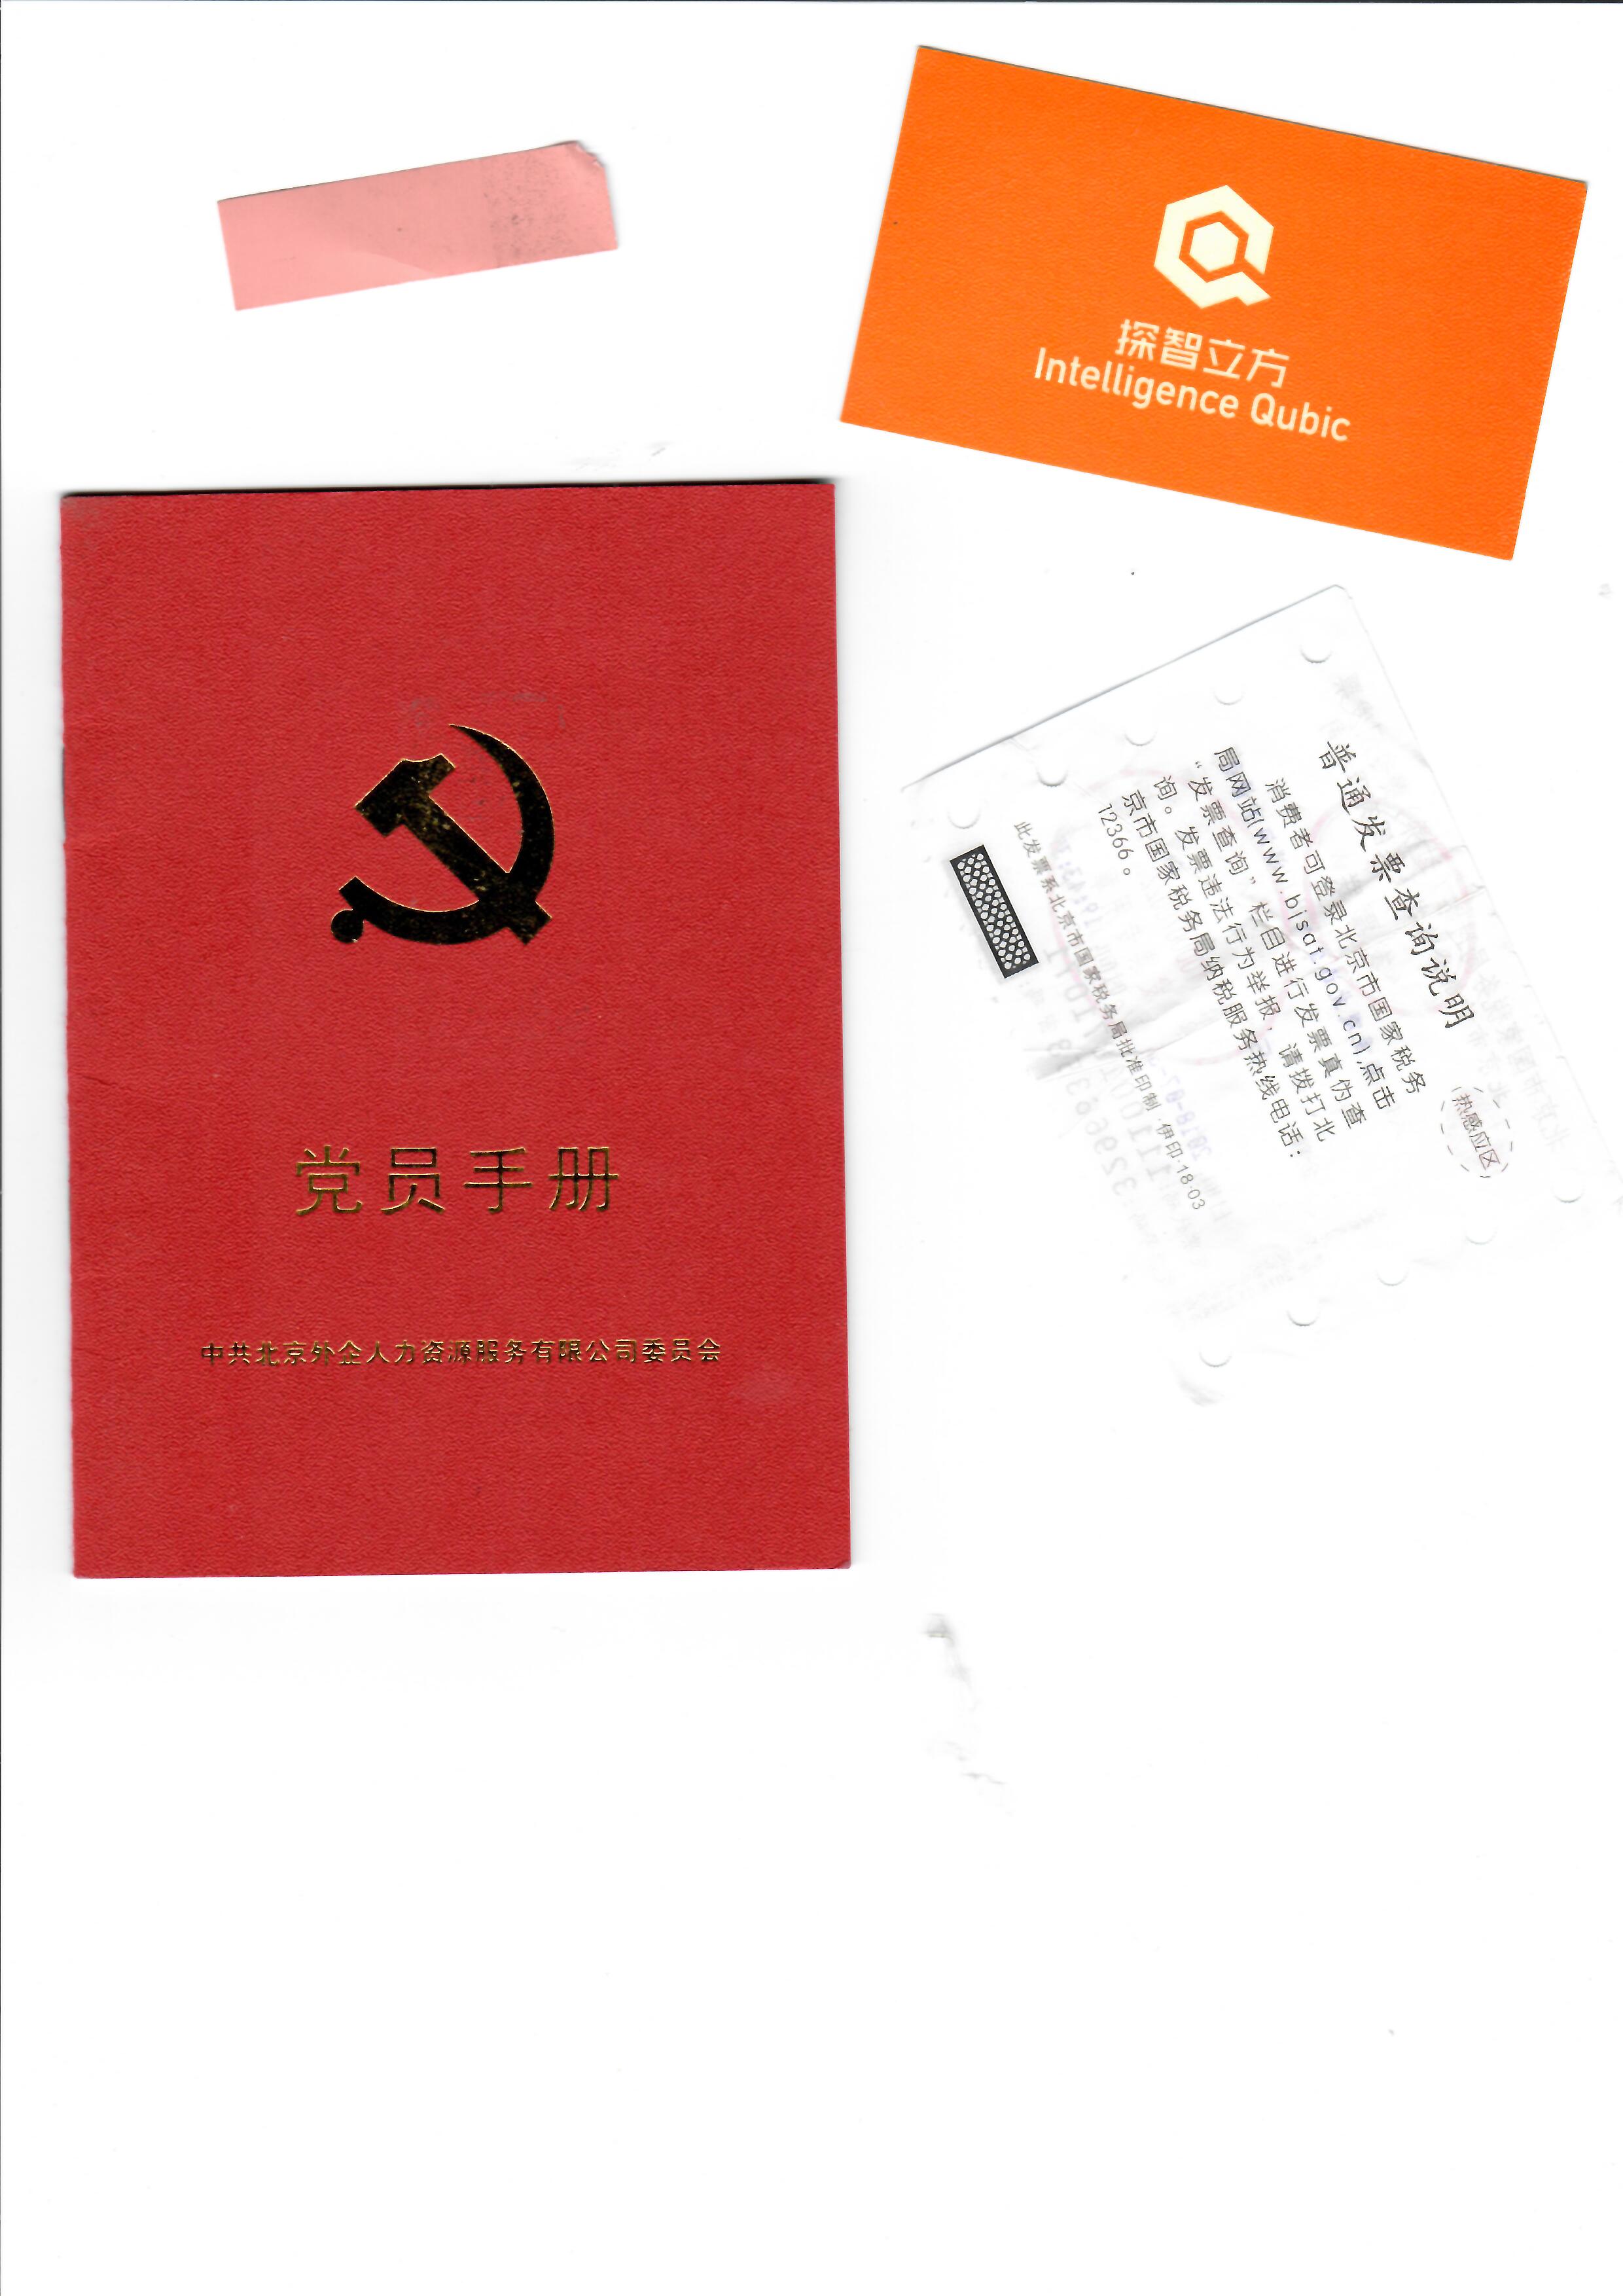 探智立方
Intelligence Qubic
党员手册
中共北京外企人力资源服务有限公司委员会
普通发票查询说明
消费者可登录北京市国家税务
局网站(www.bjsat.gov.cn),点击
“发票查询”栏目进行发票真伪查
询。发票违法行为举报,请拨打北
京市国家税务局纳税服务热线电话:
12366。
此发票系北京市国家税务局批准印制·伊印·18·03
热感应区